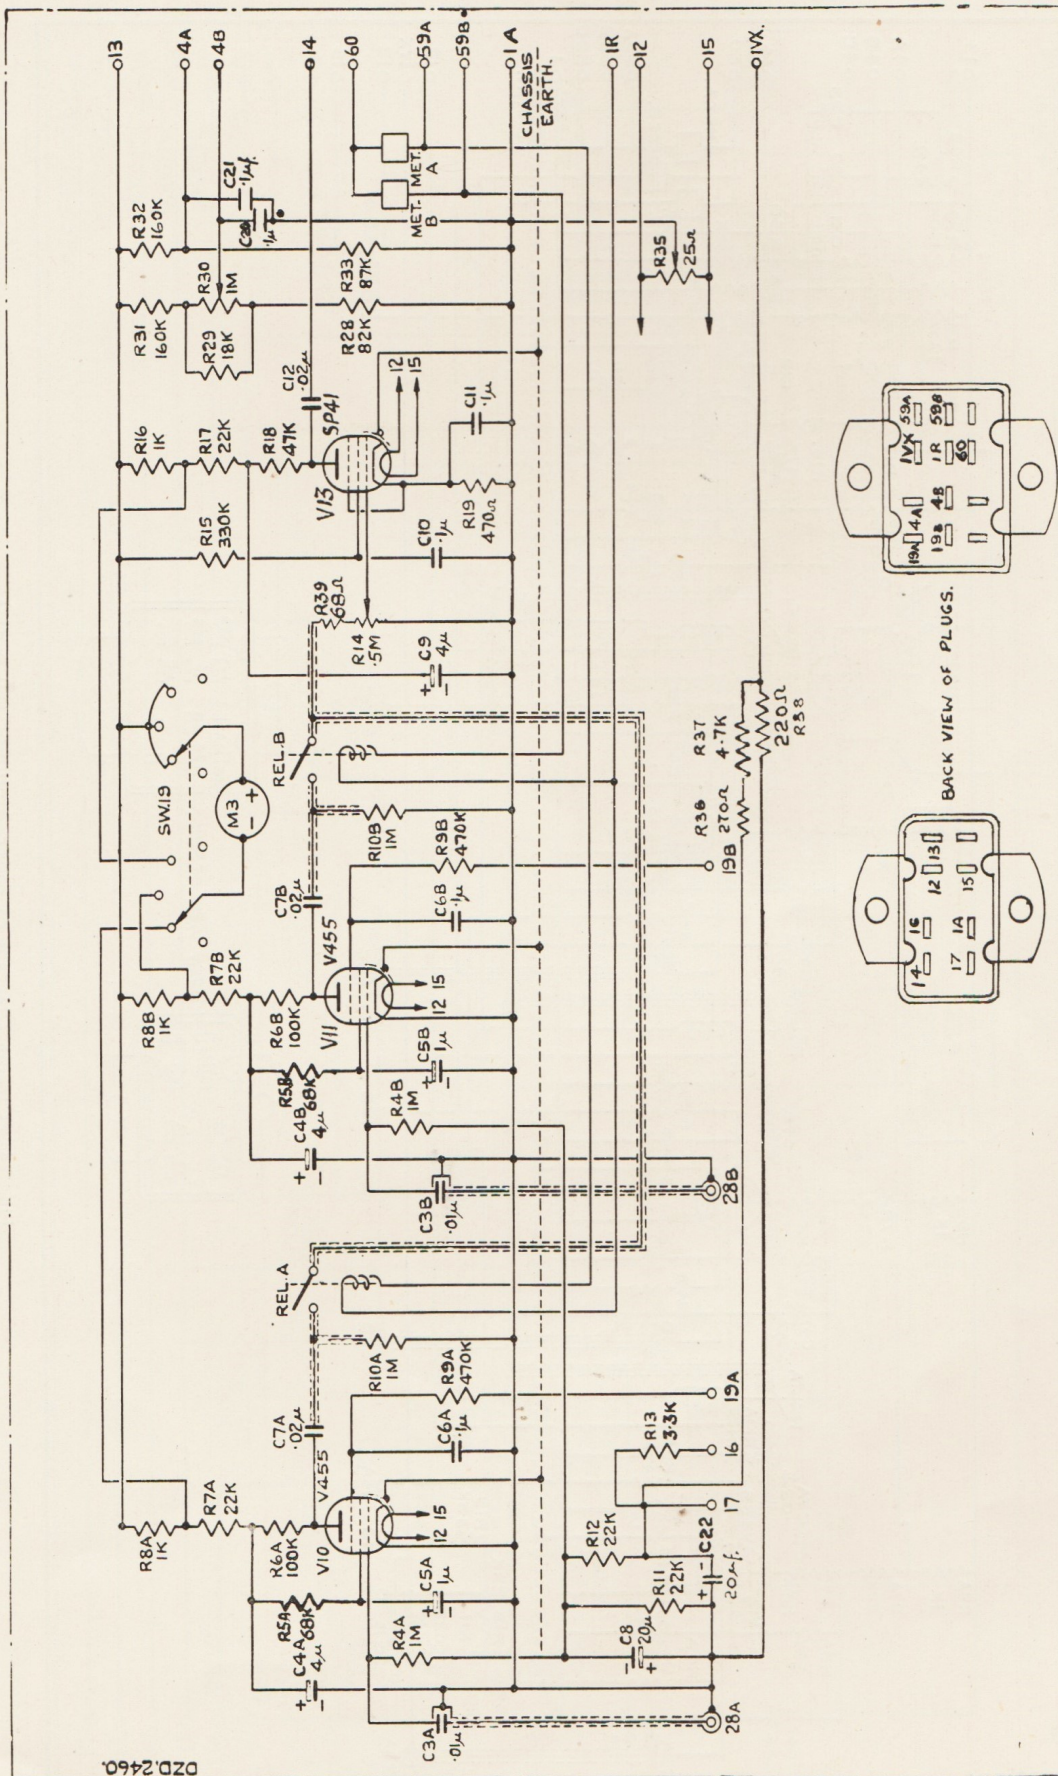 13
4A
4B
14
60
59A
59B
1A
1R
12
15
1VX.
CHASSIS
EARTH.
R32
160K
C21
.1μf.
C20
.1μ
MET. A
MET. B
R31
160K
R30
1M
R29
18K
R33
87K
R28
82K
R35
25Ω
C12
.02μ
R16
1K
R17
22K
R18
47K
SP41
V13
12
15
C11
.1μ
R15
330K
C10
.1μ
R19
470Ω
R39
68Ω
R14
.5M
C9
+ 4μ
-
SW.19
M3
- +
REL.B
R10B
1M
R9B
470K
19B
R36
270Ω
R37
4.7K
220Ω
R38
C7B
.02μ
C6B
.1μ
V455
V11
15
12
R8B
1K
R7B
22K
R6B
100K
R5B
68K
C5B
+ 1μ
-
C4B
+ 4μ
-
R4B
1M
C3B
.01μ
28B
REL.A
R10A
1M
R9A
470K
19A
C7A
.02μ
C6A
.1μ
R13
3.3K
16
17
V455
V10
15
12
R8A
1K
R7A
22K
R6A
100K
R5A
68K
C5A
+ 1μ
-
C4A
+ 4μ
-
R4A
1M
R12
22K
R11
22K
C22
+ -
20μf.
C8
20μ
- +
C3A
.01μ
28A
19A
4A
1VX
59A
19B
4B
1R
59B
60
BACK VIEW OF PLUGS.
14
16
12
13
17
1A
15
DZD.2460.